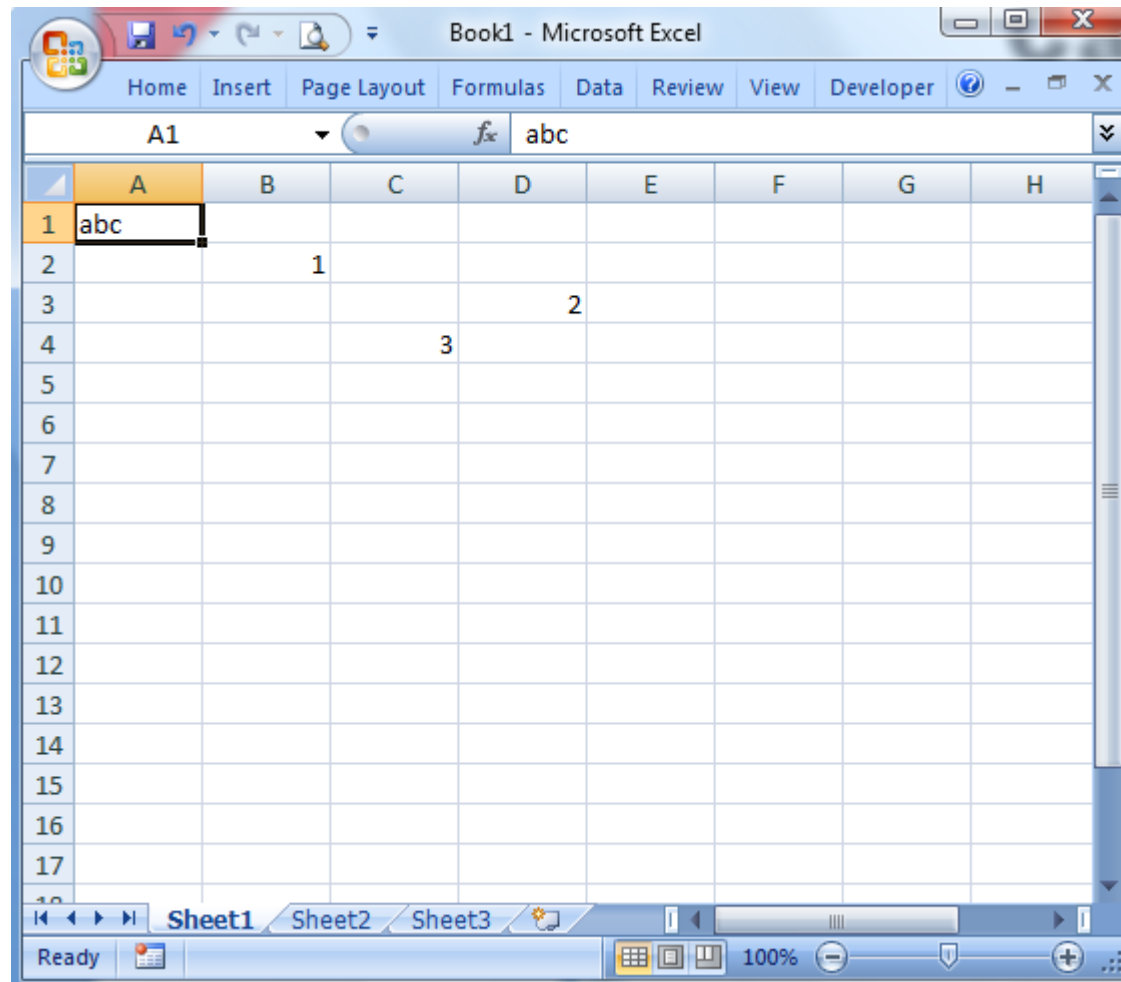 Book1 - Microsoft Excel
Home Insert Page Layout Formulas Data Review View Developer
A1 fx abc
A B C D E F G H
1 abc
2 1
3 2
4 3
5
6
7
8
9
10
11
12
13
14
15
16
17
Sheet1 Sheet2 Sheet3
Ready 100%